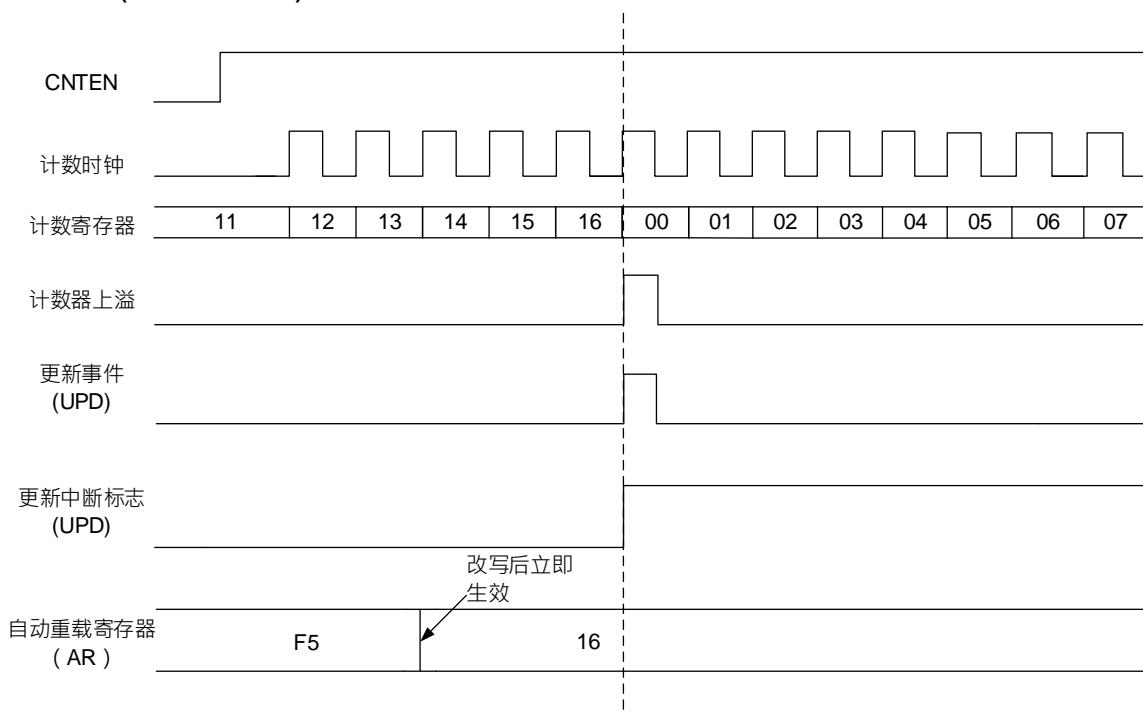 CNTEN
计数时钟
计数寄存器
11 12 13 14 15 16 00 01 02 03 04 05 06 07
计数器上溢
更新事件
(UPD)
更新中断标志
(UPD)
改写后立即
生效
自动重载寄存器
（AR）
F5 16